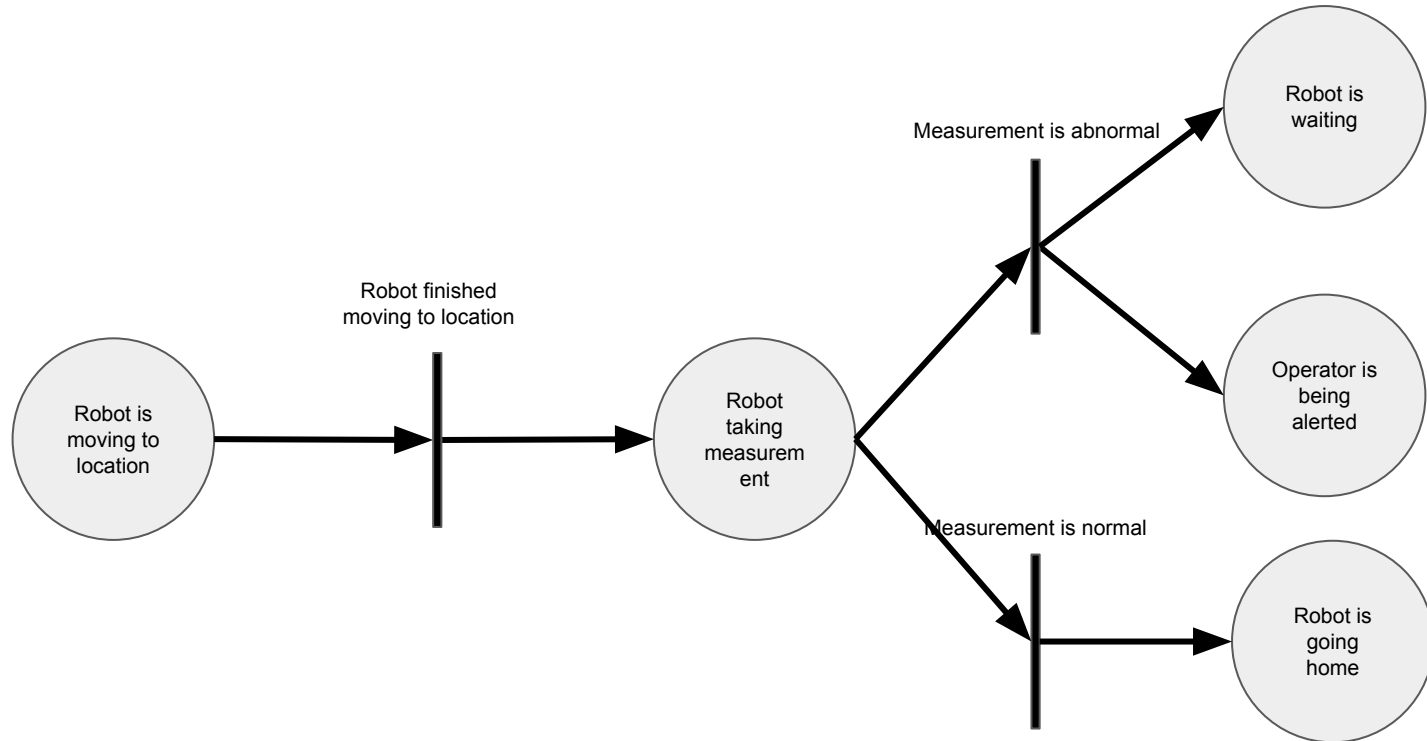 Robot is
moving to
location
Robot finished
moving to location
Robot
taking
measurem
ent
Measurement is abnormal
Measurement is normal
Robot is
waiting
Operator is
being
alerted
Robot is
going
home